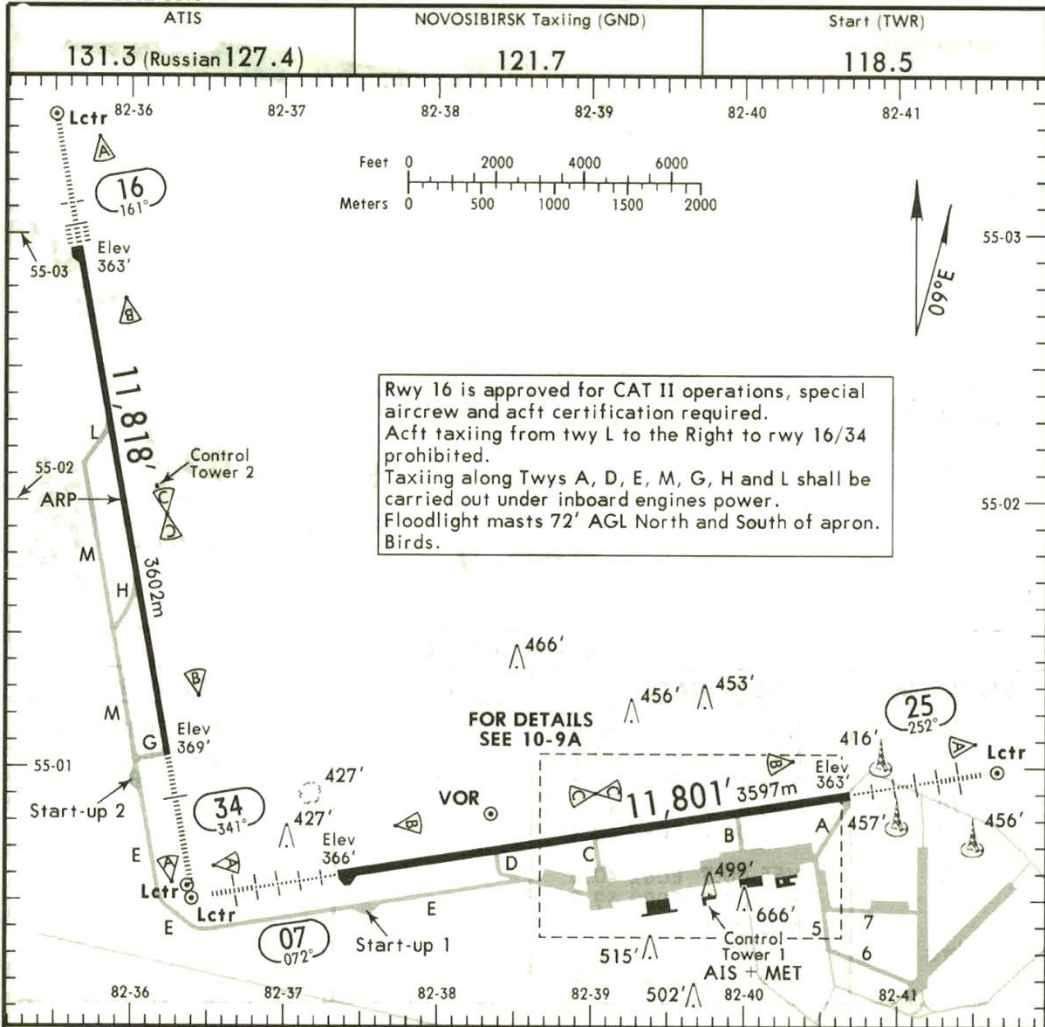 ATIS
131.3 (Russian 127.4)
NOVOSIBIRSK Taxiing (GND)
121.7
Start (TWR)
118.5
82-36 82-37 82-38 82-39 82-40 82-41
Lctr
A
16
161°
Feet 0 2000 4000 6000
Meters 0 500 1000 1500 2000
09°E
55-03
55-03
Elev
363'
B
11,818'
Rwy 16 is approved for CAT II operations, special
aircrew and acft certification required.
Acft taxiing from twy L to the Right to rwy 16/34
prohibited.
Taxiing along Twys A, D, E, M, G, H and L shall be
carried out under inboard engines power.
Floodlight masts 72' AGL North and South of apron.
Birds.
L
Control
Tower 2
55-02
55-02
ARP
C
C
M
H
3602m
466'
B
456'
453'
M
FOR DETAILS
SEE 10-9A
25
252°
416'
A
Lctr
G
Elev
369'
55-01
Start-up 2
427'
427'
34
341°
VOR
B
C C
11,801' 3597m
B
Elev
363'
457'
456'
Elev
366'
A
B
C
D
E
A
A
Lctr
Lctr
E
E
07
072°
Start-up 1
499'
666'
515'
Control
Tower 1
AIS + MET
502'
5
7
6
82-36 82-37 82-38 82-39 82-40 82-41